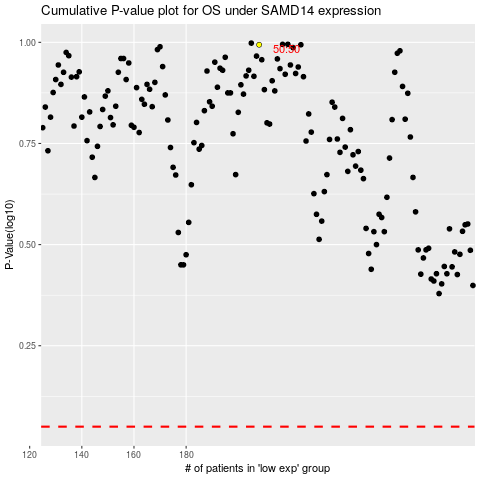 Cumulative P-value plot for OS under SAMD14 expression
P-Value(log10)
1.00
0.75
0.50
0.25
50:50
120 140 160 180
# of patients in 'low exp' group